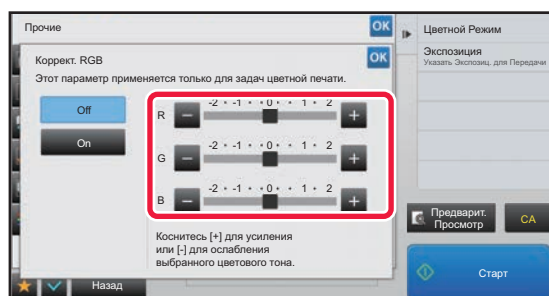 Прочие
OK
Цветной Режим
Экспозиция
Указать Экспозиц. для Передачи
Коррект. RGB
OK
Этот параметр применяется только для задач цветной печати.
Off
On
R - -2 • -1 • • 0 • • 1 • 2 +
G - -2 • -1 • • 0 • • 1 • 2 +
B - -2 • -1 • • 0 • • 1 • 2 +
Коснитесь [+] для усиления
или [-] для ослабления
выбранного цветового тона.
Предварит.
Просмотр
CA
Назад
Старт